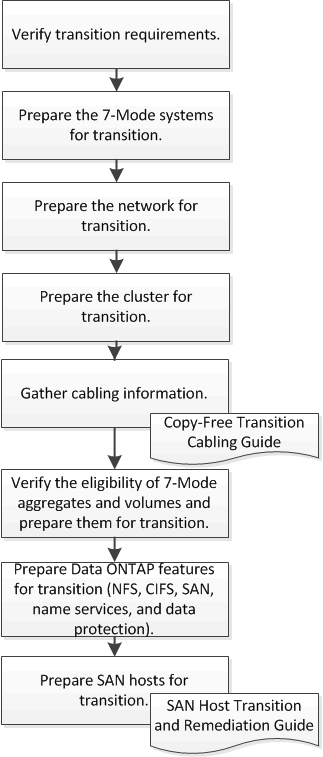 Verify transition requirements.
Prepare the 7-Mode systems
for transition.
Prepare the network for
transition.
Prepare the cluster for
transition.
Gather cabling information.
Copy-Free Transition
Cabling Guide
Verify the eligibility of 7-Mode
aggregates and volumes and
prepare them for transition.
Prepare Data ONTAP features
for transition (NFS, CIFS, SAN,
name services, and data
protection).
Prepare SAN hosts for
transition.
SAN Host Transition
and Remediation Guide